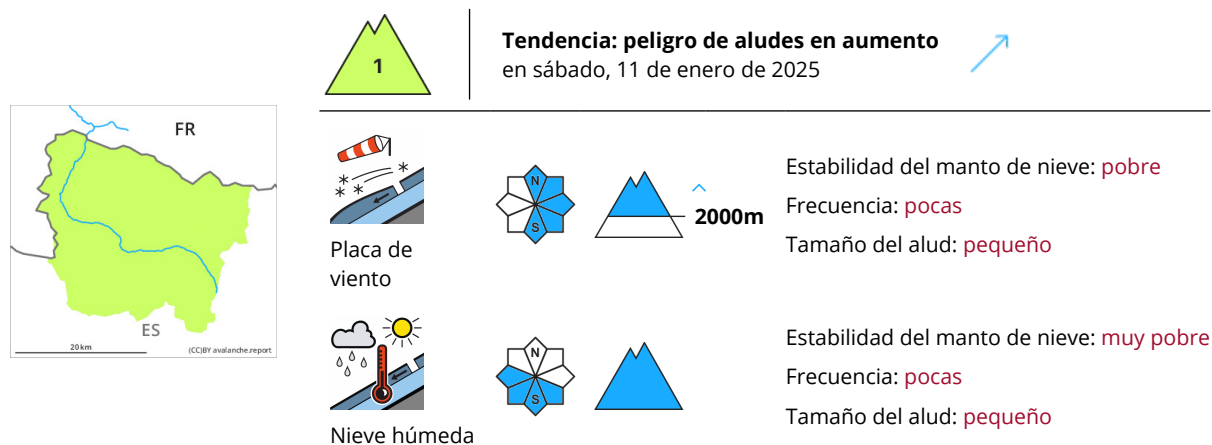 1
Tendencia: peligro de aludes en aumento
en sábado, 11 de enero de 2025
FR
ES
20 km
(CC)BY avalanche.report
Placa de
viento
N
S
2000m
Estabilidad del manto de nieve: pobre
Frecuencia: pocas
Tamaño del alud: pequeño
Nieve húmeda
N
S
Estabilidad del manto de nieve: muy pobre
Frecuencia: pocas
Tamaño del alud: pequeño